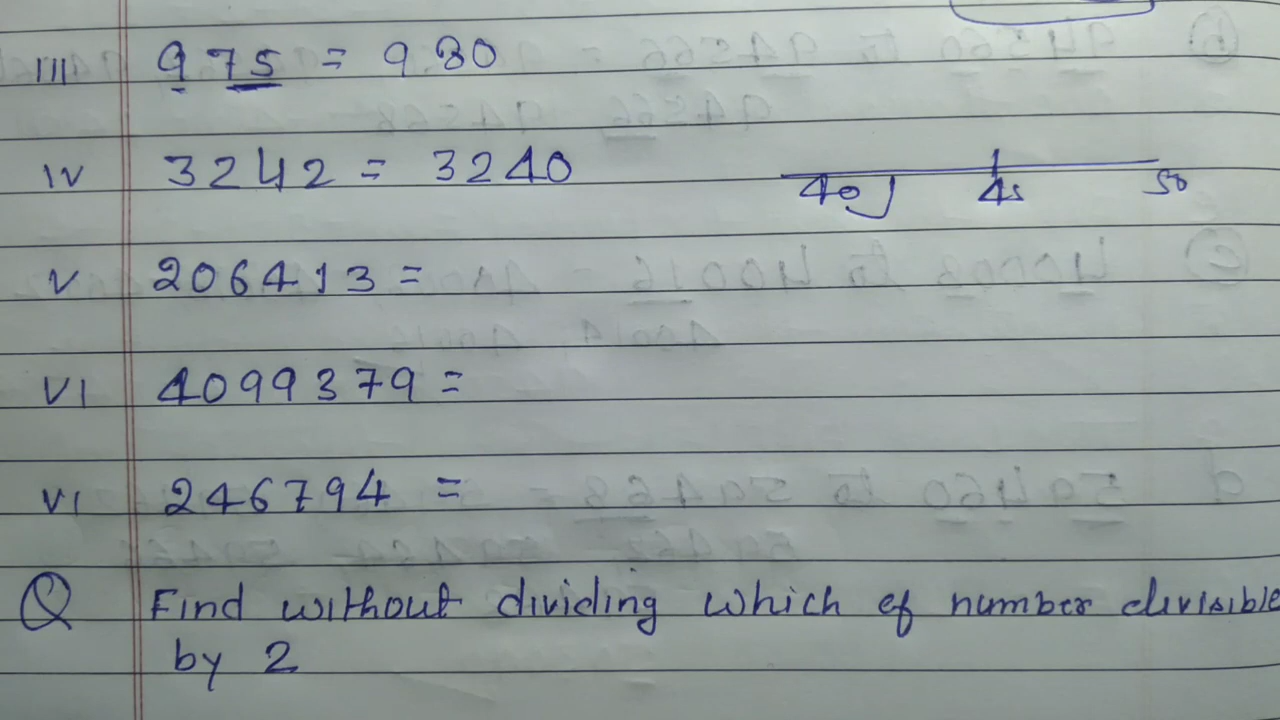 III 975 = 980
IV 3242 = 3240 40 45 50
V 206413 =
VI 4099379 =
VI 246794 =
Q Find without dividing which of number divisible
by 2